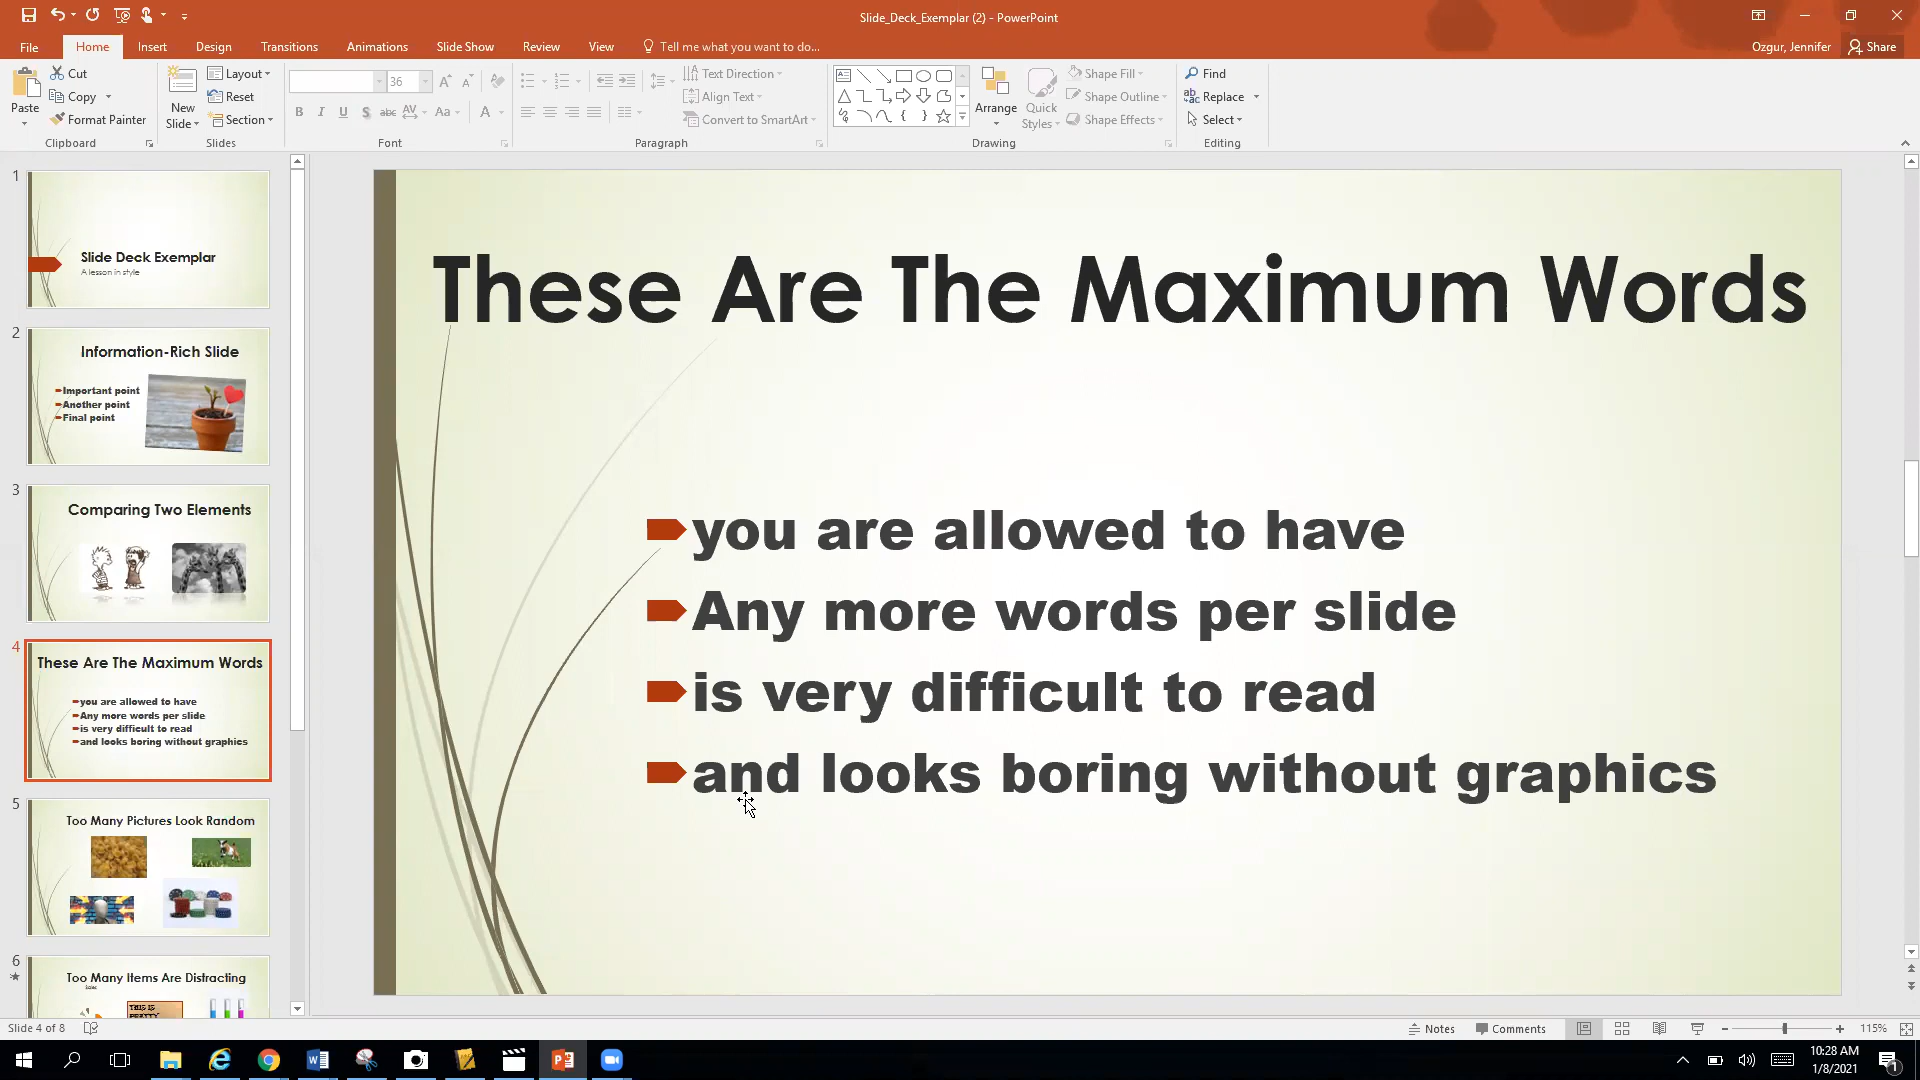 Slide_Deck_Exemplar (2) - PowerPoint
File Home Insert Design Transitions Animations Slide Show Review View Tell me what you want to do... Ozgur, Jennifer Share
Paste
Cut
Copy
Format Painter
Clipboard
New Slide
Layout
Reset
Section
Slides
36
Font
Text Direction
Align Text
Convert to SmartArt
Paragraph
Arrange
Quick Styles
Shape Fill
Shape Outline
Shape Effects
Drawing
Find
Replace
Select
Editing
1
Slide Deck Exemplar
A lesson in style
2
Information-Rich Slide
Important point
Another point
Final point
3
Comparing Two Elements
4
These Are The Maximum Words
you are allowed to have
Any more words per slide
is very difficult to read
and looks boring without graphics
5
Too Many Pictures Look Random
6
Too Many Items Are Distracting
Sales
THIS IS
PRETTY
These Are The Maximum Words
you are allowed to have
Any more words per slide
is very difficult to read
and looks boring without graphics
Slide 4 of 8 Notes Comments 115%
10:28 AM
1/8/2021
1